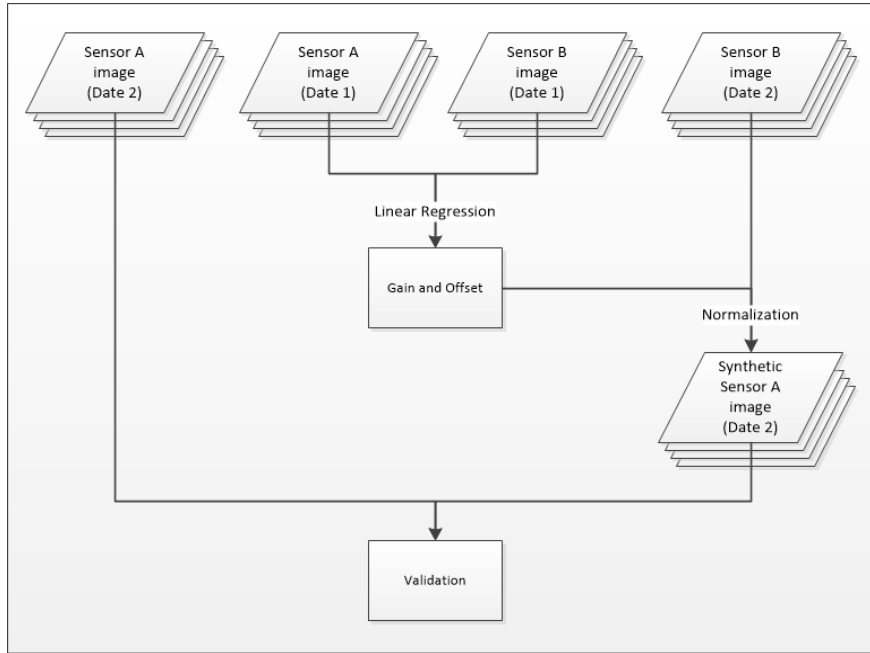 Sensor A
image
(Date 2)
Sensor A
image
(Date 1)
Sensor B
image
(Date 1)
Sensor B
image
(Date 2)
Linear Regression
Gain and Offset
Normalization
Synthetic
Sensor A
image
(Date 2)
Validation